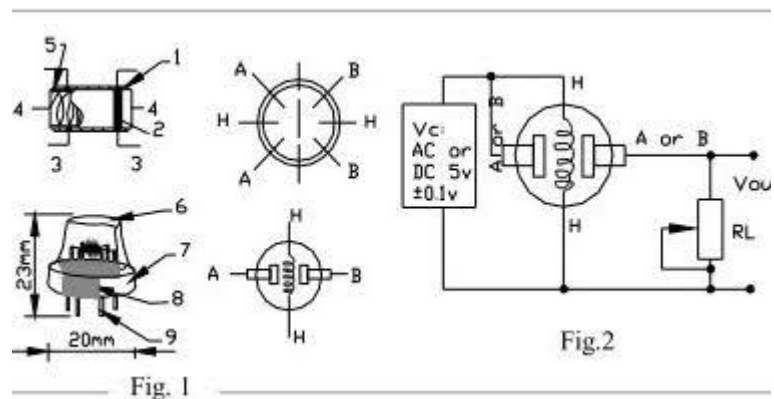 5
1
4
4
2
3
3
A
B
H
H
A
B
6
7
8
9
23mm
20mm
H
A
B
H
Fig. 1
H
A or B
Vc:
AC or
DC 5v
±0.1v
A or B
Vou
RL
H
Fig.2